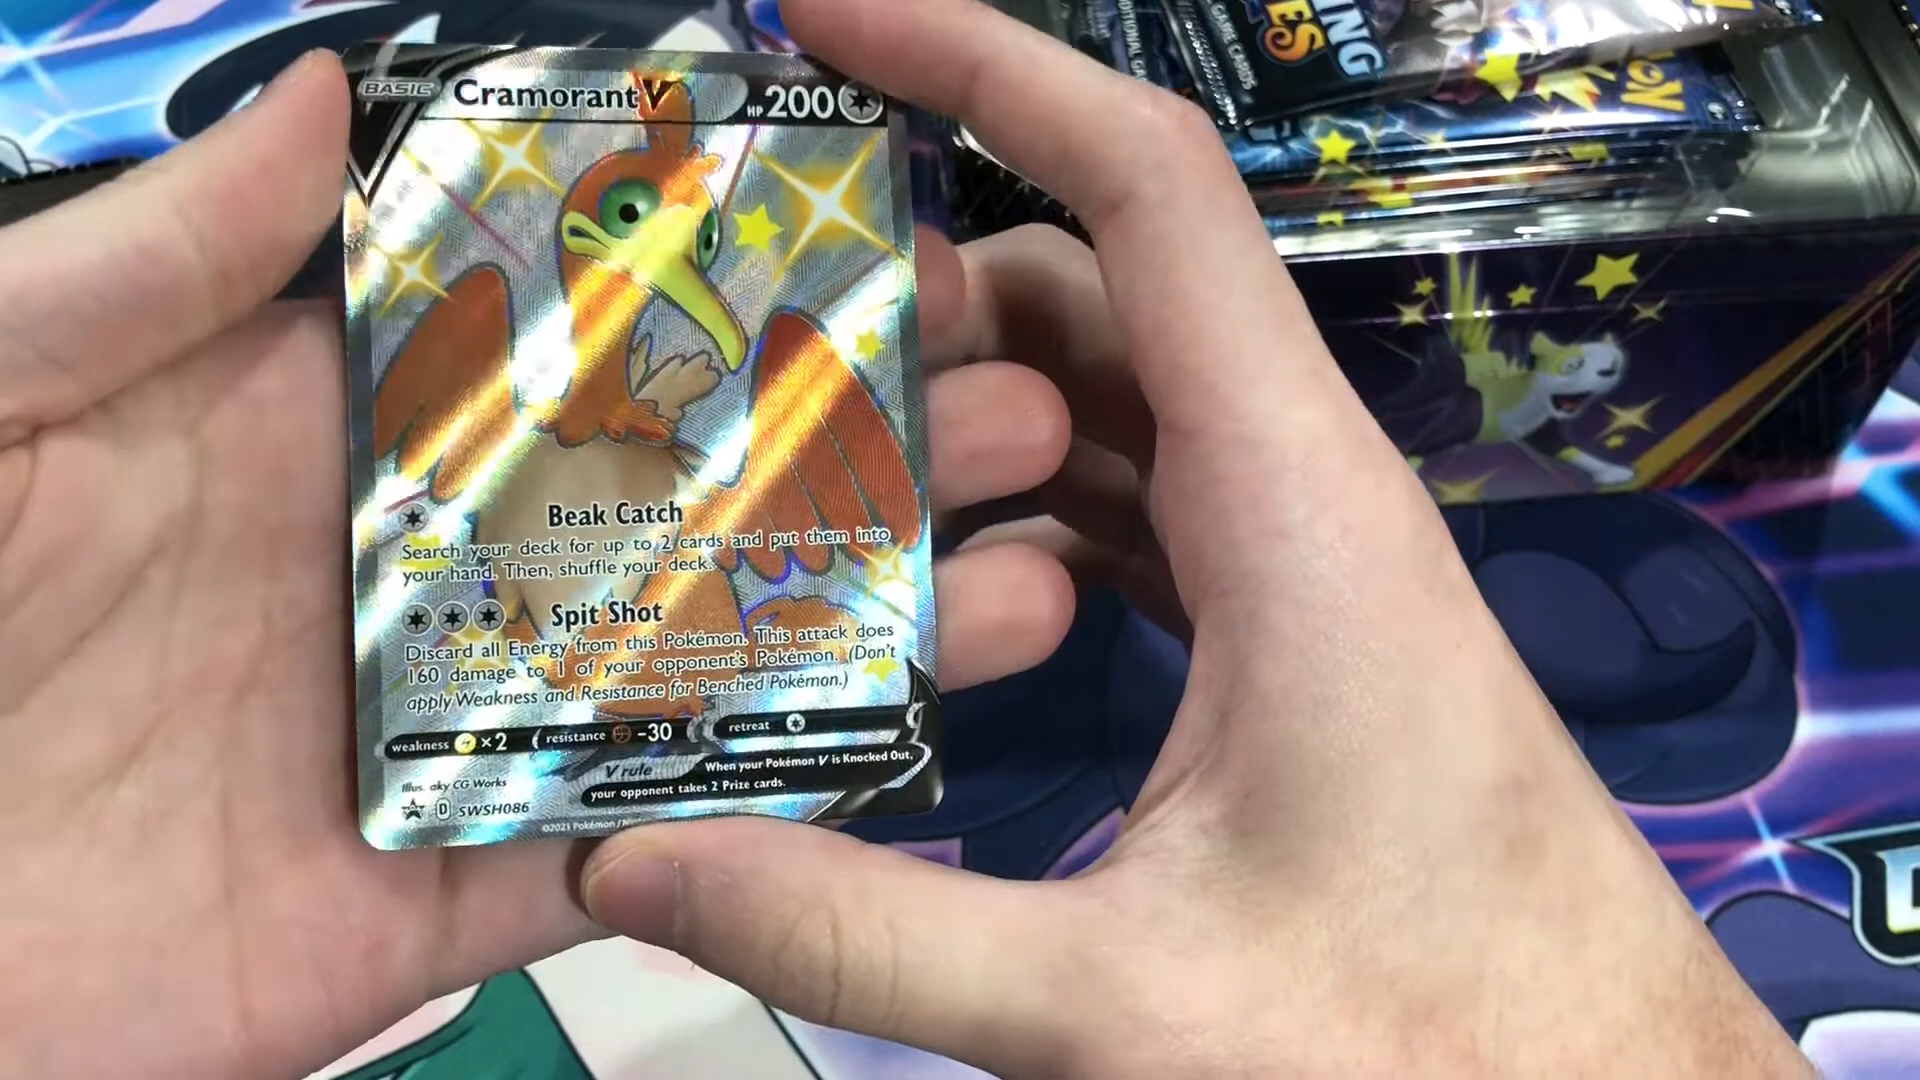 BASIC Cramorant V HP 200
Beak Catch
Search your deck for up to 2 cards and put them into
your hand. Then, shuffle your deck.
Spit Shot
Discard all Energy from this Pokémon. This attack does
160 damage to 1 of your opponent's Pokémon. (Don't
apply Weakness and Resistance for Benched Pokémon.)
weakness ×2 resistance -30 retreat
V rule When your Pokémon V is Knocked Out,
your opponent takes 2 Prize cards.
Illus. aky CG Works
D SWSH086
©2021 Pokémon
GAME CARDS